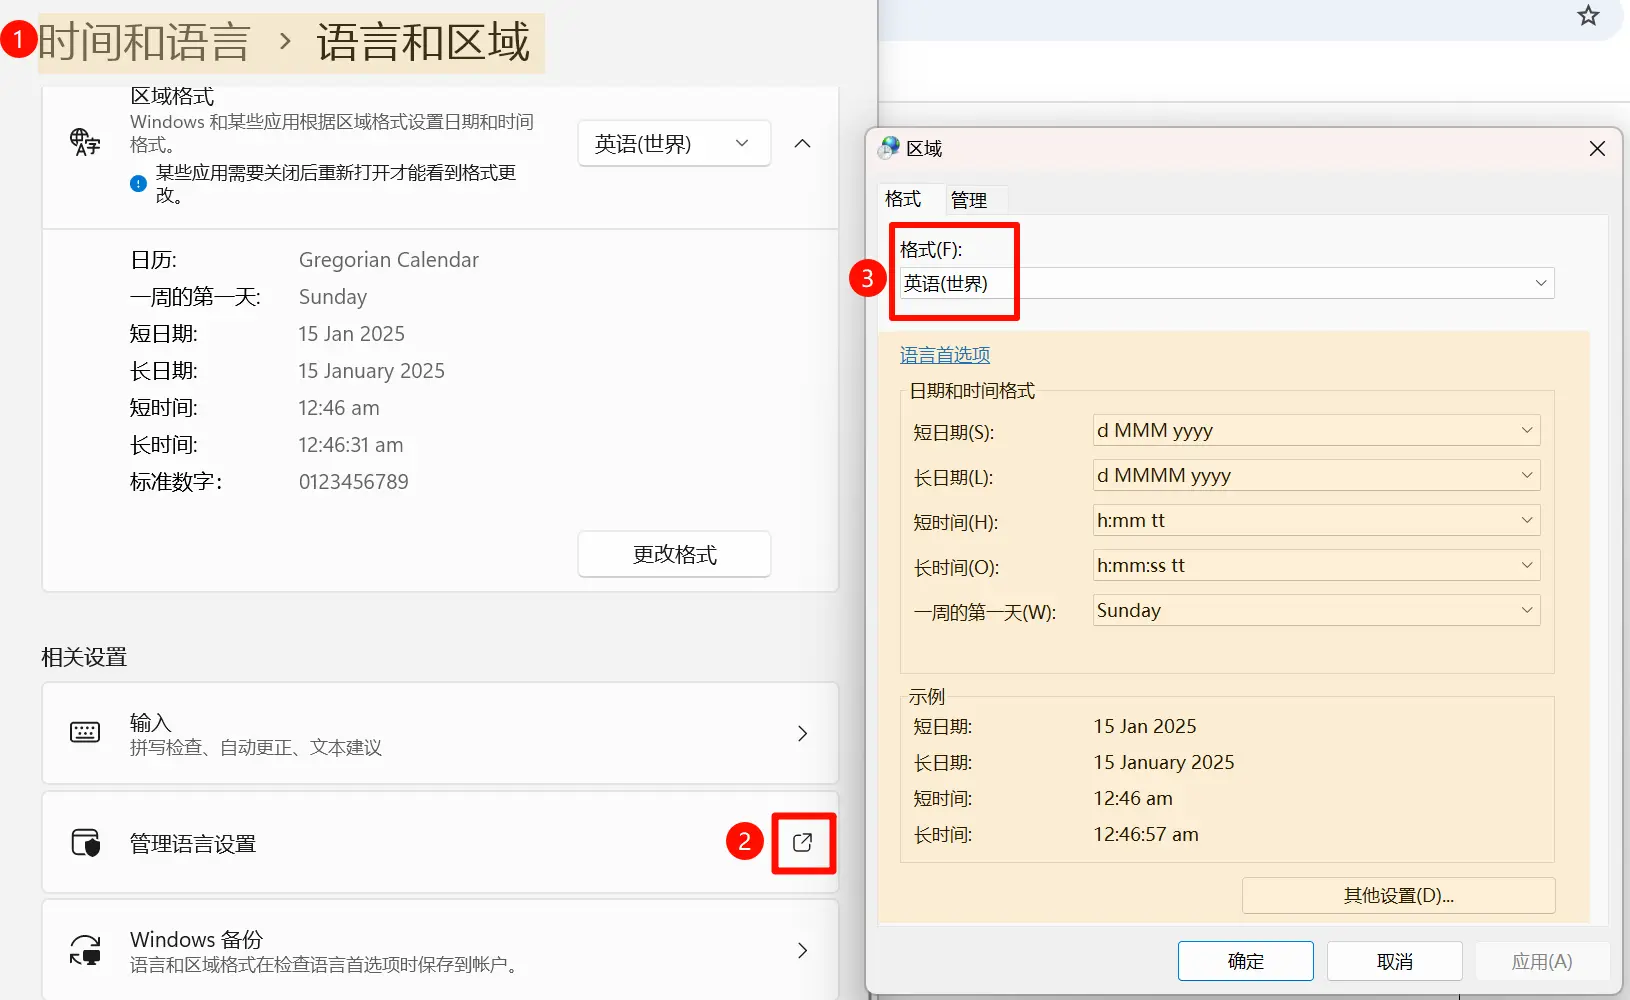 1
时间和语言 › 语言和区域
区域格式
Windows 和某些应用根据区域格式设置日期和时间
格式。
某些应用需要关闭后重新打开才能看到格式更
改。
英语(世界)
日历: Gregorian Calendar
一周的第一天: Sunday
短日期: 15 Jan 2025
长日期: 15 January 2025
短时间: 12:46 am
长时间: 12:46:31 am
标准数字: 0123456789
更改格式
相关设置
输入
拼写检查、自动更正、文本建议
管理语言设置
2
Windows 备份
语言和区域格式在检查语言首选项时保存到帐户。
区域
格式 管理
3
格式(F):
英语(世界)
语言首选项
日期和时间格式
短日期(S): d MMM yyyy
长日期(L): d MMMM yyyy
短时间(H): h:mm tt
长时间(O): h:mm:ss tt
一周的第一天(W): Sunday
示例
短日期: 15 Jan 2025
长日期: 15 January 2025
短时间: 12:46 am
长时间: 12:46:57 am
其他设置(D)...
确定 取消 应用(A)